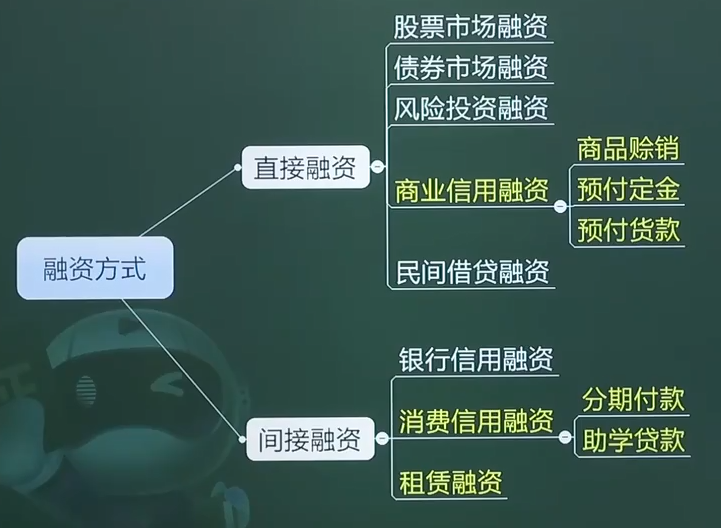 融资方式
直接融资
股票市场融资
债券市场融资
风险投资融资
商业信用融资
商品赊销
预付定金
预付货款
民间借贷融资
间接融资
银行信用融资
消费信用融资
分期付款
助学贷款
租赁融资